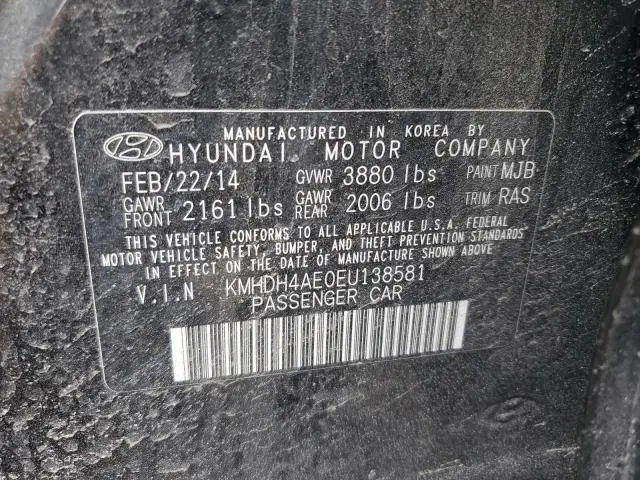 MANUFACTURED IN KOREA BY
HYUNDAI MOTOR COMPANY
FEB/22/14 GVWR 3880 lbs PAINT MJB
GAWR FRONT 2161 lbs GAWR REAR 2006 lbs TRIM RAS
THIS VEHICLE CONFORMS TO ALL APPLICABLE U.S.A. FEDERAL
MOTOR VEHICLE SAFETY, BUMPER, AND THEFT PREVENTION STANDARDS
IN EFFECT ON THE DATE OF MANUFACTURE SHOWN ABOVE
V.I.N KMHDH4AE0EU138581
PASSENGER CAR